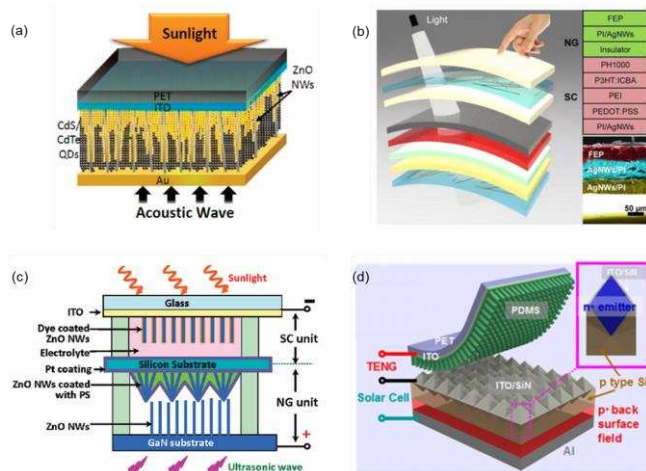 (a)
Sunlight
ZnO
NWs
PET
ITO
CdS/
CdTe
QDs
Au
Acoustic Wave
(b)
Light
NG
SC
FEP
PI/AgNWs
Insulator
PH1000
P3HT:ICBA
PEI
PEDOT:PSS
PI/AgNWs
FEP
AgNWs/PI
AgNWs/PI
50 µm
(c)
Sunlight
Glass
ITO
Dye coated
ZnO NWs
Electrolyte
SC unit
Silicon Substrate
Pt coating
ZnO NWs coated
with PS
NG unit
ZnO NWs
GaN substrate
Ultrasonic wave
(d)
PDMS
PET
ITO
TENG
Solar Cell
ITO/SiN
ITO/SiN
n+ emitter
p type Si
p+ back
surface
field
Al